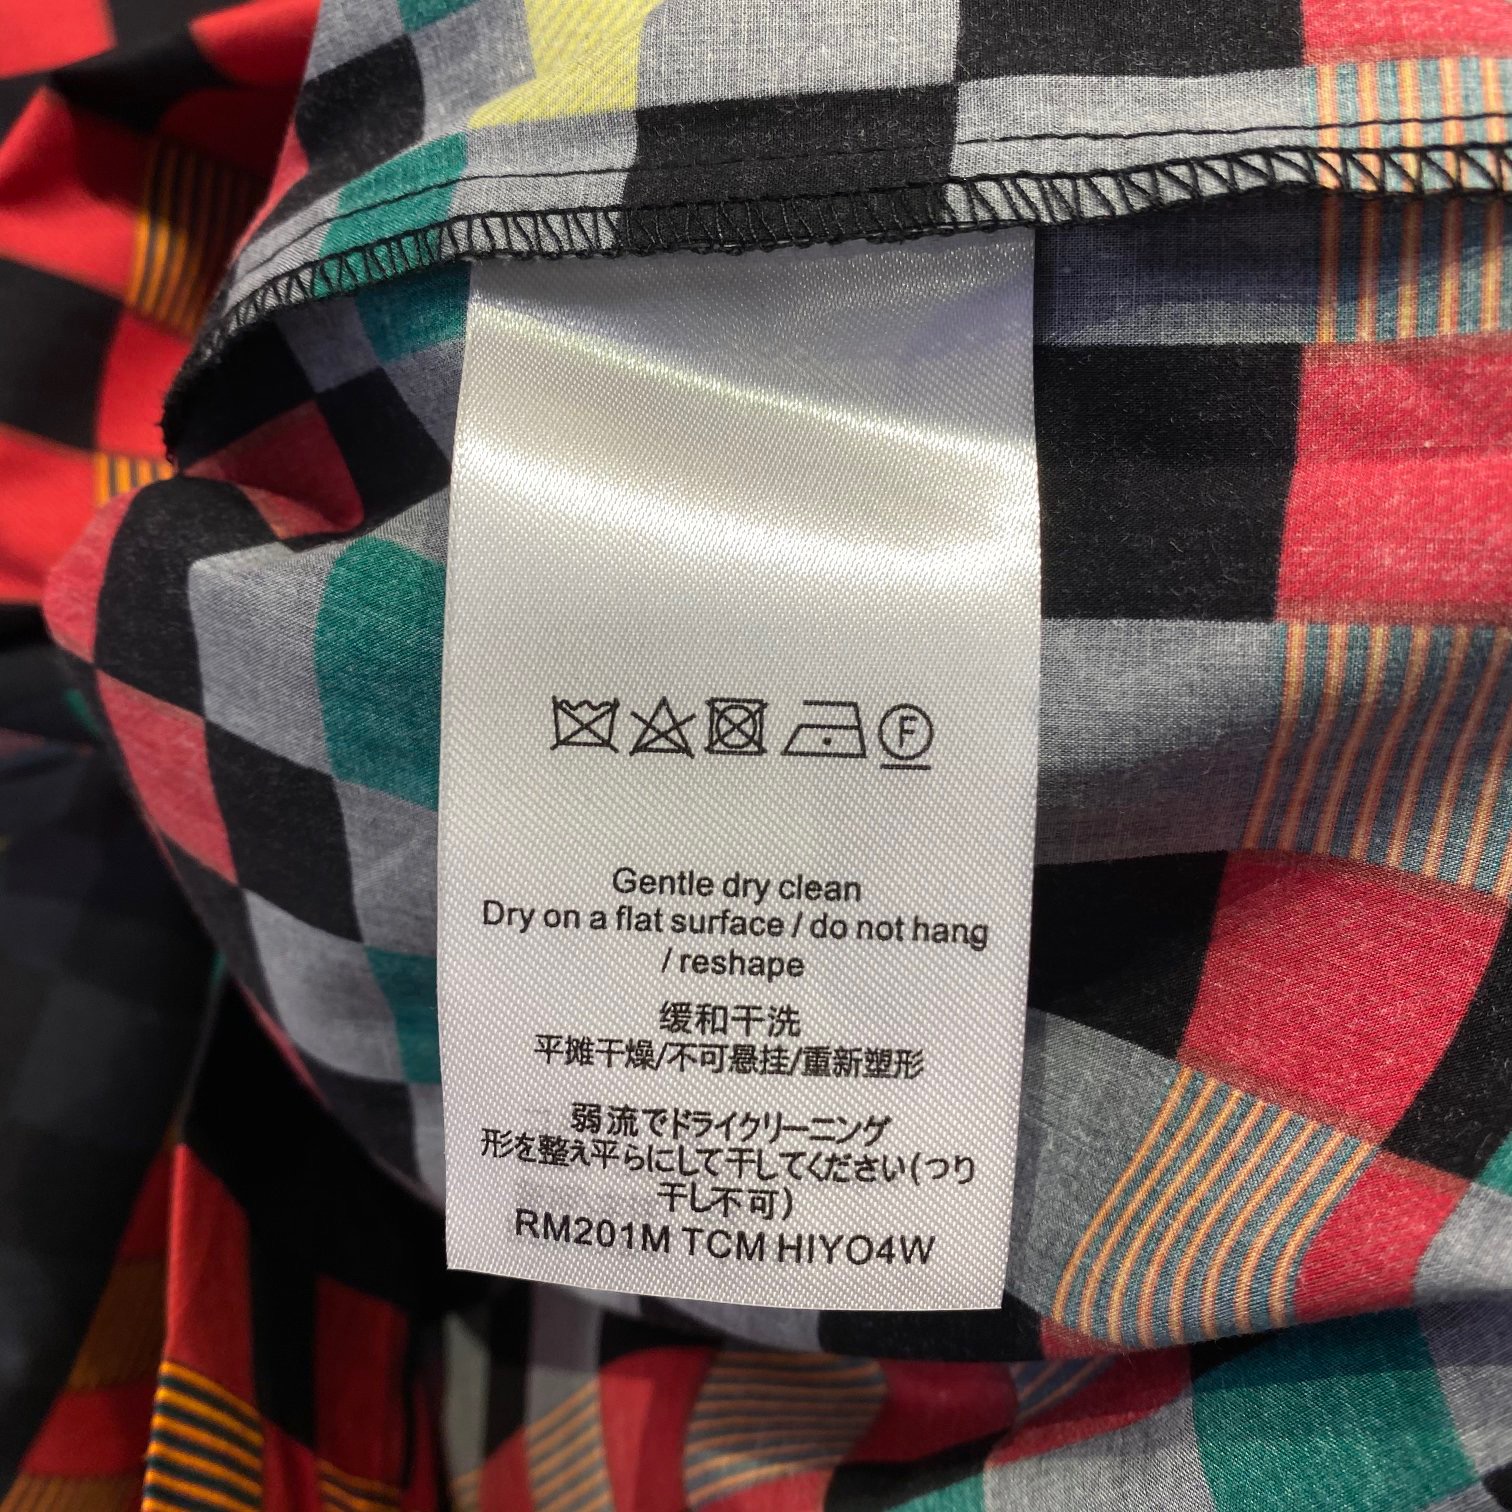 F
Gentle dry clean
Dry on a flat surface / do not hang
/ reshape
缓和干洗
平摊干燥/不可悬挂/重新塑形
弱流でドライクリーニング
形を整え平らにして干してください(つり
干し不可)
RM201M TCM HIYO4W